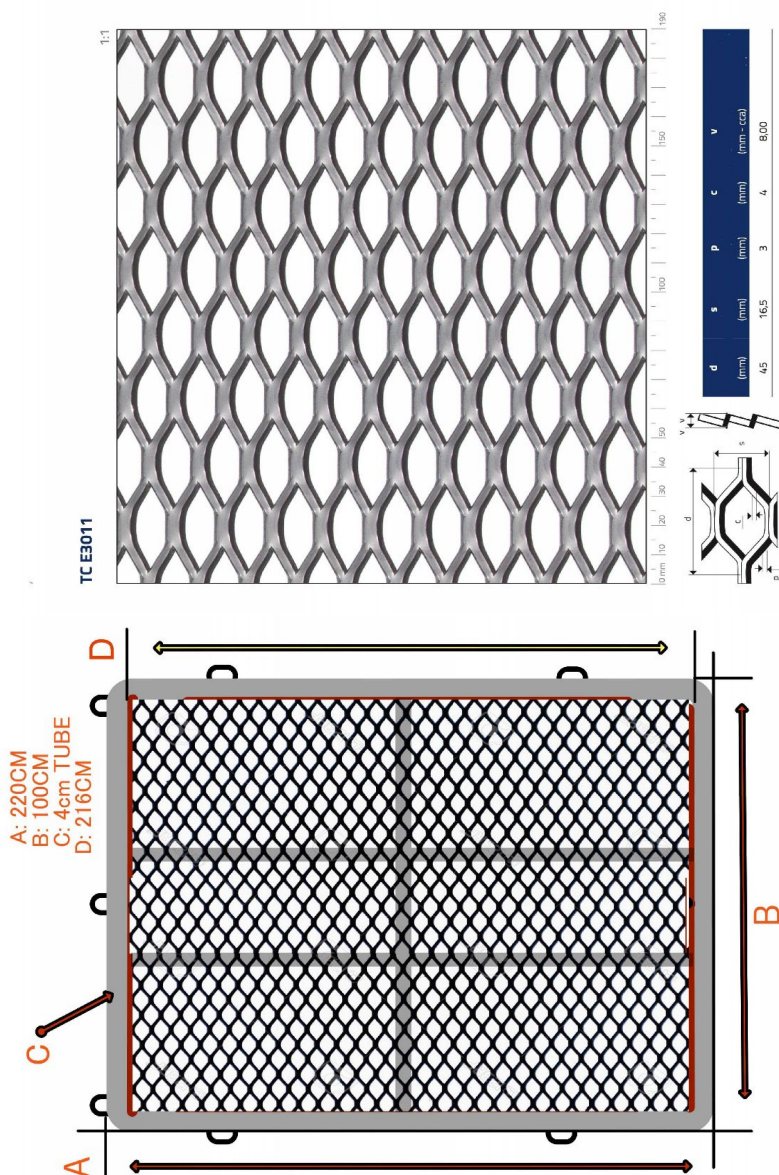 TC E3011
1:1
0 mm 10 20 30 40 50 100 150 190
d s p c v
(mm) (mm) (mm) (mm) (mm - cca)
45 16,5 3 4 8,00
d
s
c
p
v
v
A: 220CM
B: 100CM
C: 4cm TUBE
D: 216CM
A
B
C
D